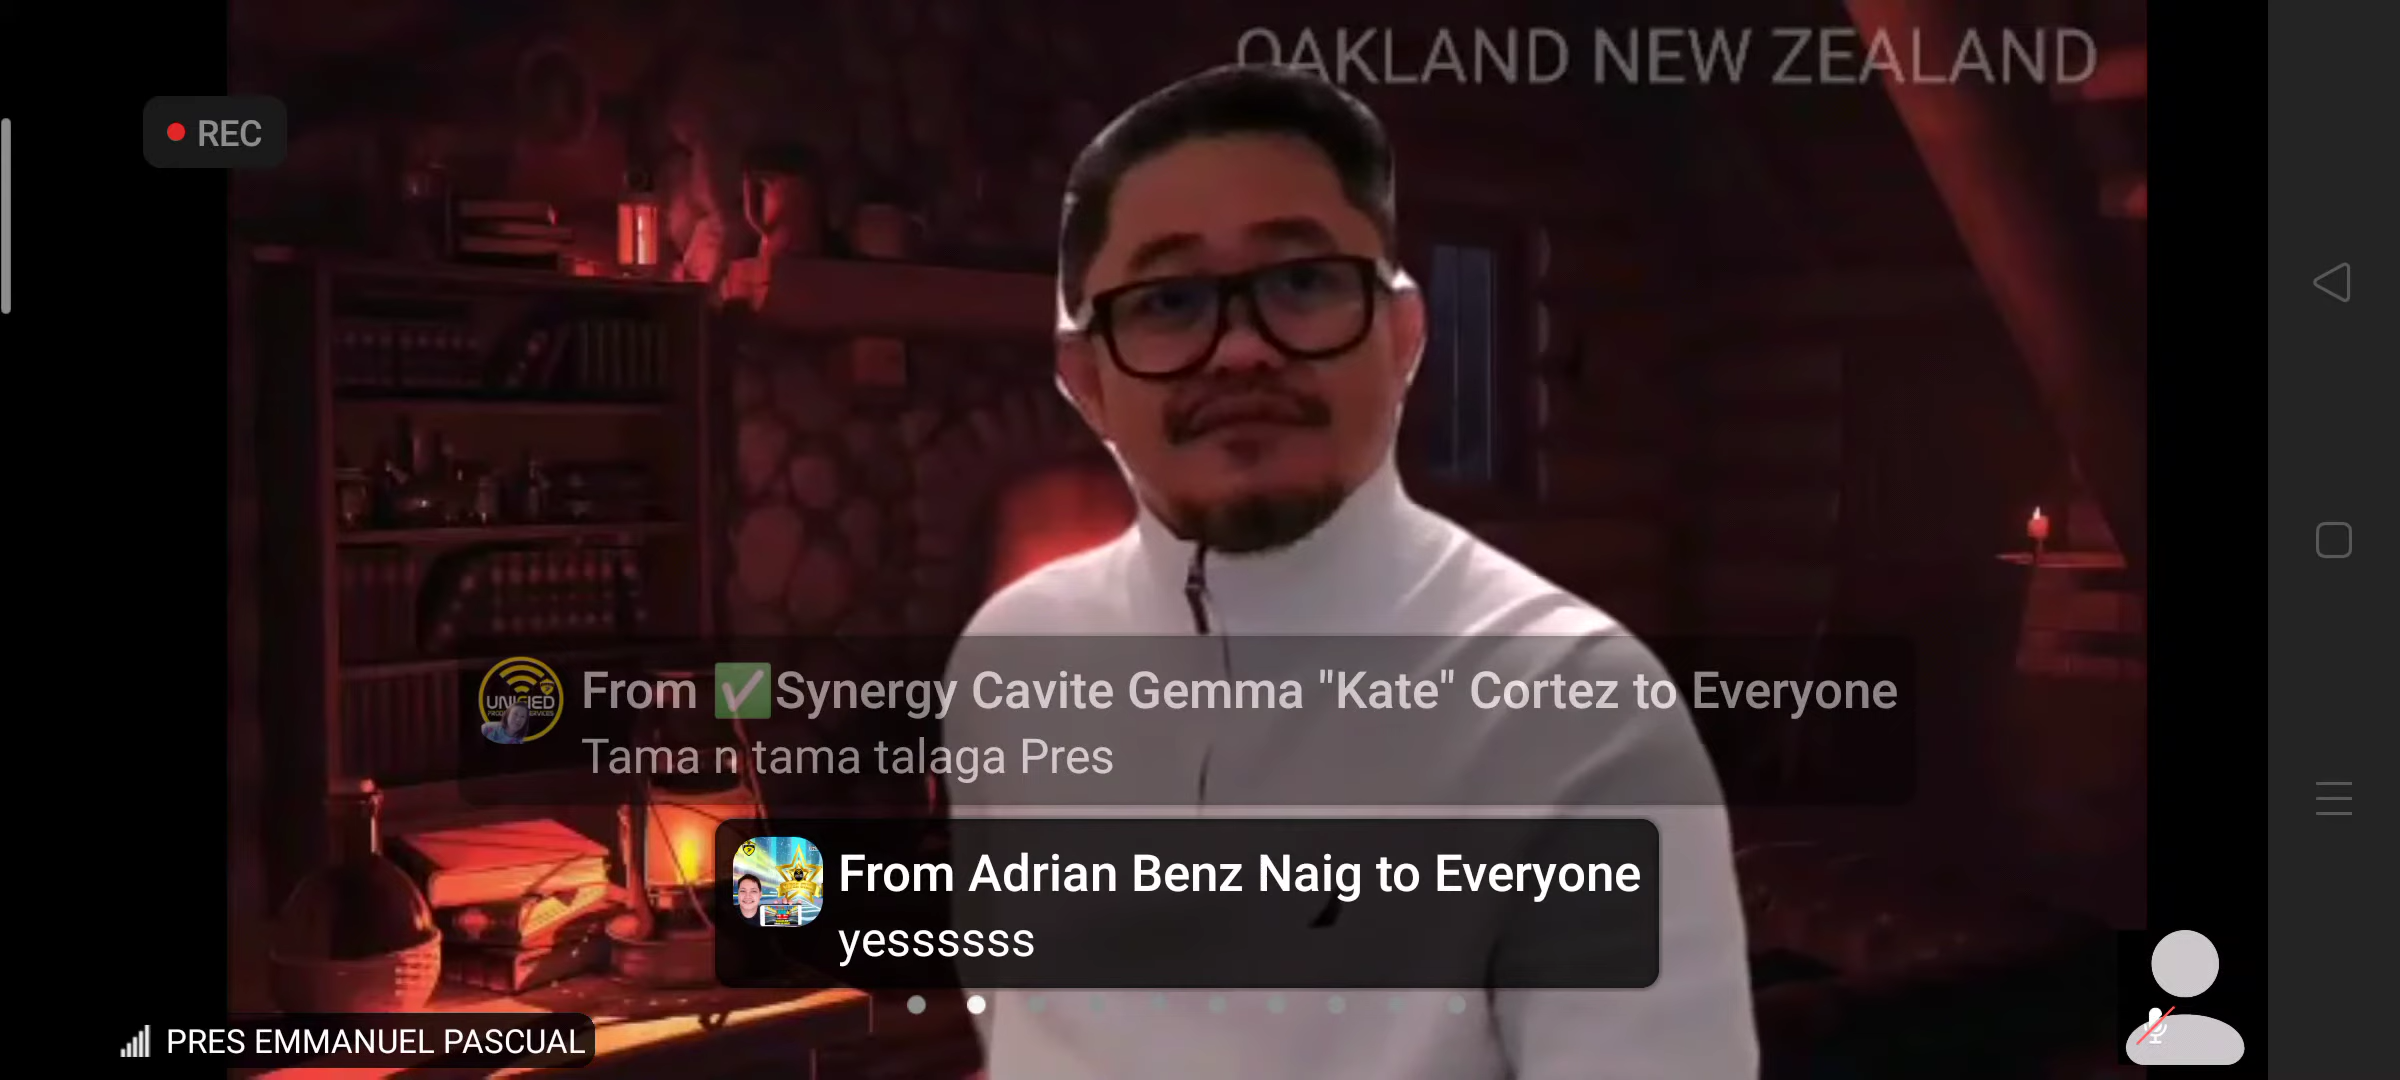 OAKLAND NEW ZEALAND
REC
UNIFIED
From ✅Synergy Cavite Gemma "Kate" Cortez to Everyone
Tama n tama talaga Pres
From Adrian Benz Naig to Everyone
yessssss
PRES EMMANUEL PASCUAL